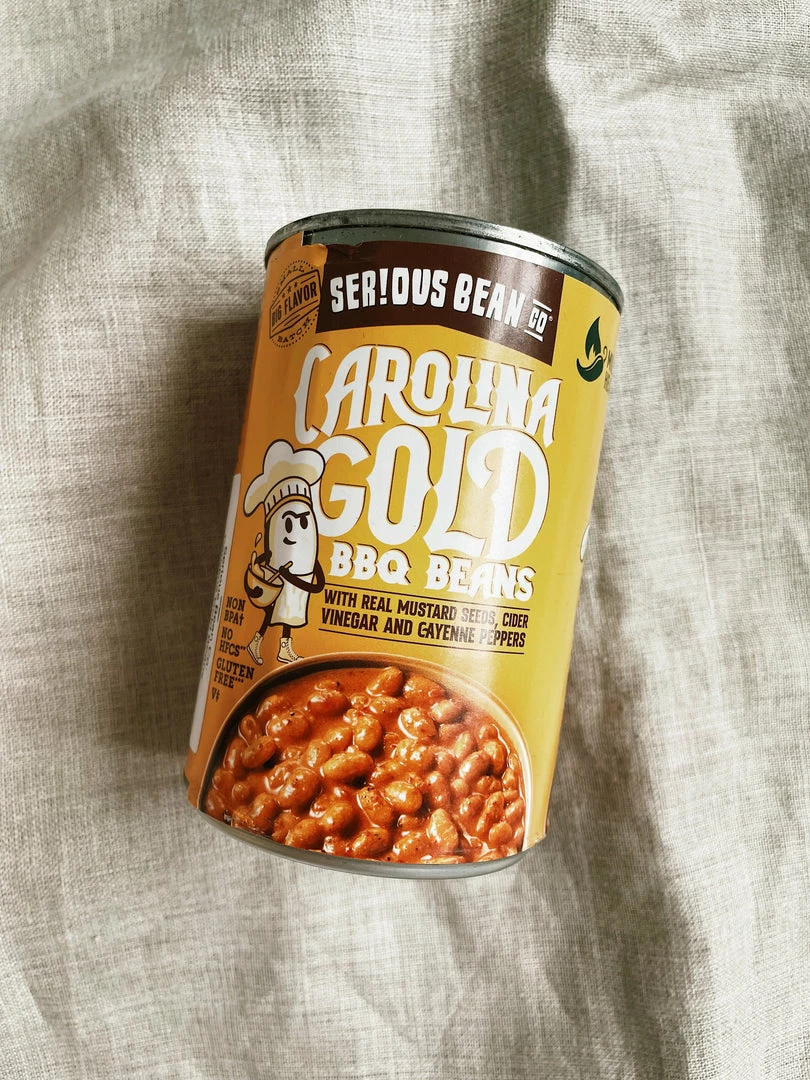 SMALL
BIG FLAVOR
BATCH
SER!OUS BEAN CO®
CAROLINA
GOLD
BBQ BEANS
WITH REAL MUSTARD SEEDS, CIDER
VINEGAR AND CAYENNE PEPPERS
NON
BPA†
NO
HFCS**
GLUTEN
FREE***